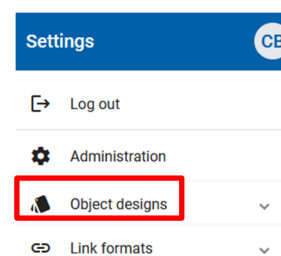 Settings
CB
Log out
Administration
Object designs
Link formats